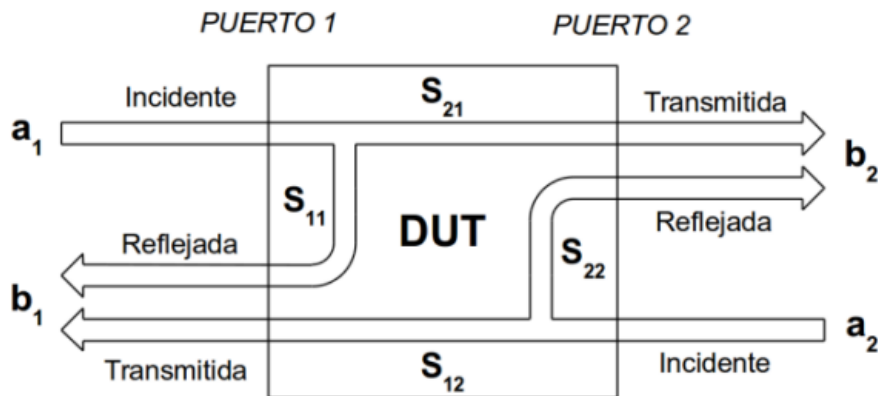 PUERTO 1 PUERTO 2
Incidente S21 Transmitida
a1
b2
S11 DUT Reflejada
Reflejada S22
b1
a2
Transmitida S12 Incidente